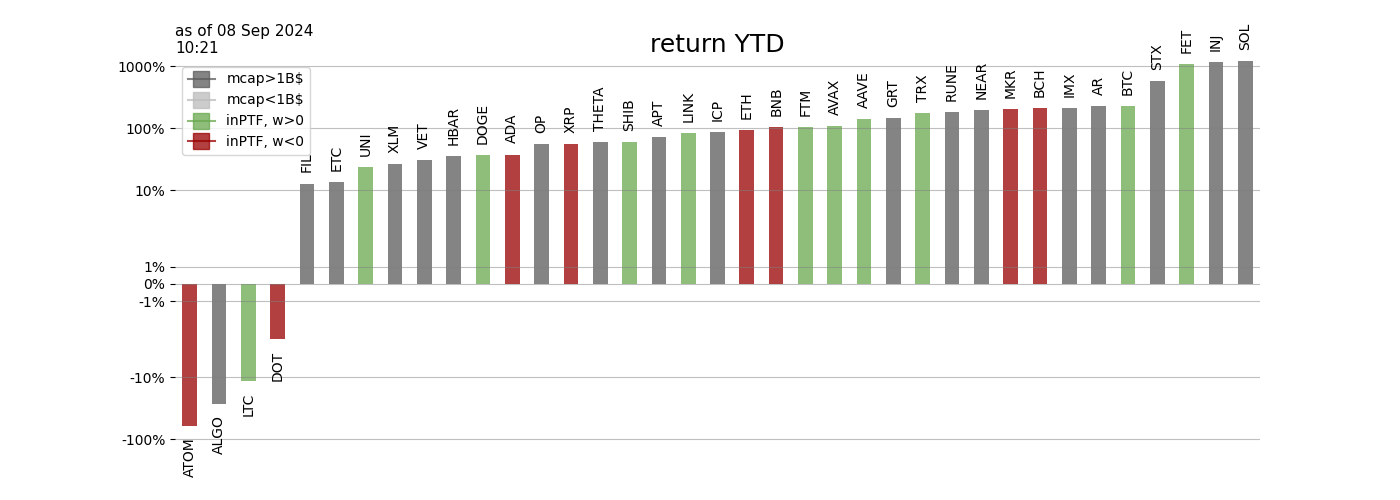 as of 08 Sep 2024
10:21
return YTD
mcap>1B$
mcap<1B$
inPTF, w>0
inPTF, w<0
1000%
100%
10%
1%
0%
-1%
-10%
-100%
ATOM
ALGO
LTC
DOT
FIL
ETC
UNI
XLM
VET
HBAR
DOGE
ADA
OP
XRP
THETA
SHIB
APT
LINK
ICP
ETH
BNB
FTM
AVAX
AAVE
GRT
TRX
RUNE
NEAR
MKR
BCH
IMX
AR
BTC
STX
FET
INJ
SOL